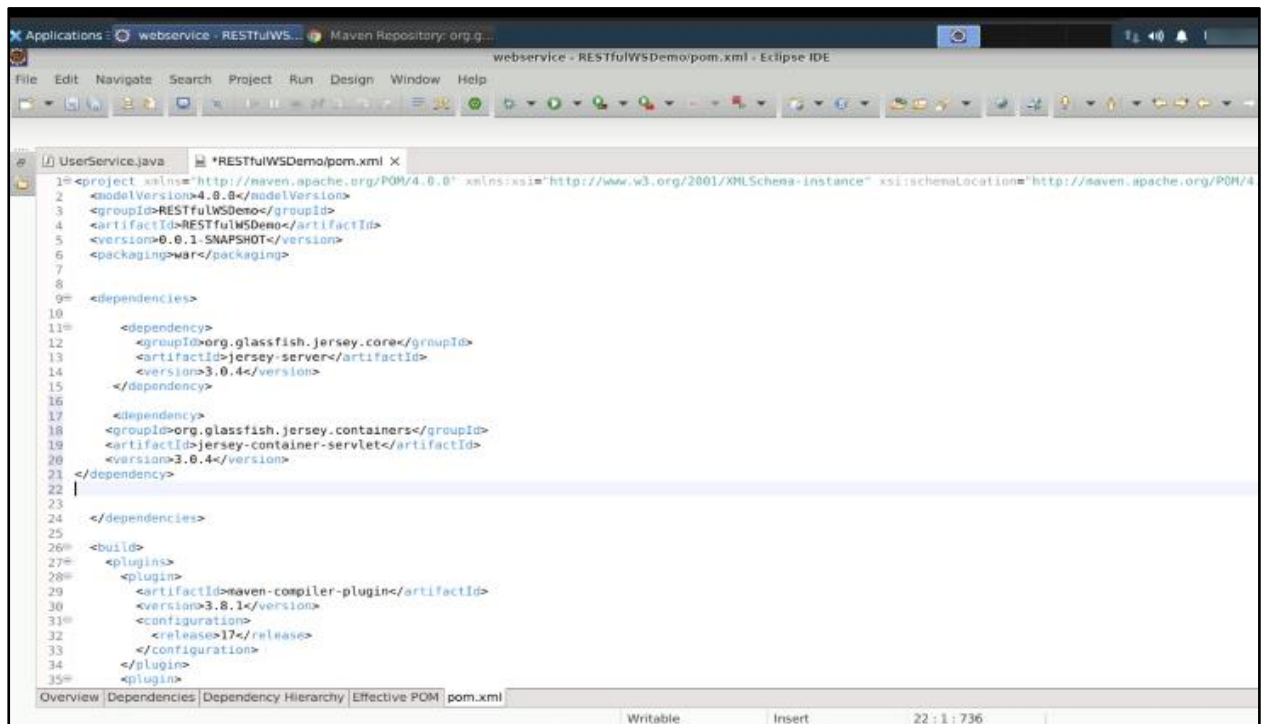 Applications : webservice - RESTfulWS... Maven Repository: org.g...
webservice - RESTfulWSDemo/pom.xml - Eclipse IDE
File Edit Navigate Search Project Run Design Window Help
UserService.java *RESTfulWSDemo/pom.xml
1 <project xmlns="http://maven.apache.org/POM/4.0.0" xmlns:xsi="http://www.w3.org/2001/XMLSchema-instance" xsi:schemaLocation="http://maven.apache.org/POM/4
2 <modelVersion>4.0.0</modelVersion>
3 <groupId>RESTfulWSDemo</groupId>
4 <artifactId>RESTfulWSDemo</artifactId>
5 <version>0.0.1-SNAPSHOT</version>
6 <packaging>war</packaging>
7
8
9 <dependencies>
10
11 <dependency>
12 <groupId>org.glassfish.jersey.core</groupId>
13 <artifactId>jersey-server</artifactId>
14 <version>3.0.4</version>
15 </dependency>
16
17 <dependency>
18 <groupId>org.glassfish.jersey.containers</groupId>
19 <artifactId>jersey-container-servlet</artifactId>
20 <version>3.0.4</version>
21 </dependency>
22
23
24 </dependencies>
25
26 <build>
27 <plugins>
28 <plugin>
29 <artifactId>maven-compiler-plugin</artifactId>
30 <version>3.8.1</version>
31 <configuration>
32 <release>17</release>
33 </configuration>
34 </plugin>
35 <plugin>
Overview Dependencies Dependency Hierarchy Effective POM pom.xml
Writable Insert 22 : 1 : 736